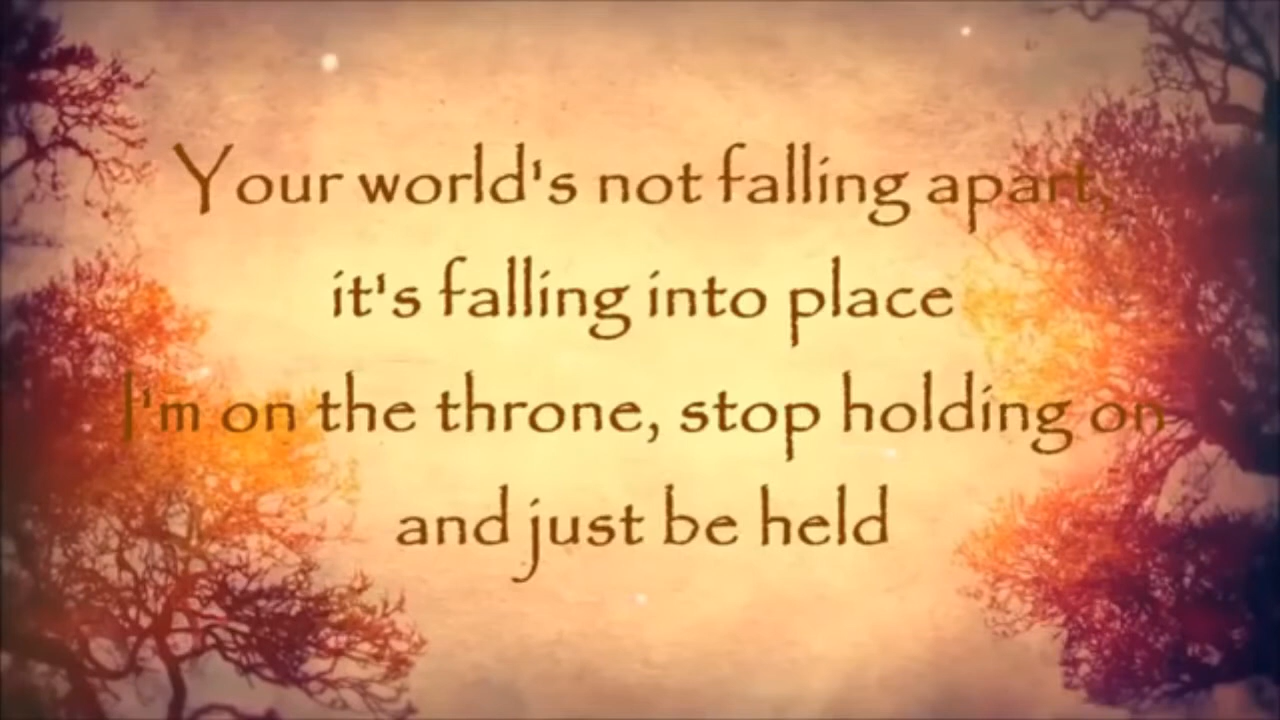 Your world's not falling apart,
it's falling into place
I'm on the throne, stop holding on
and just be held